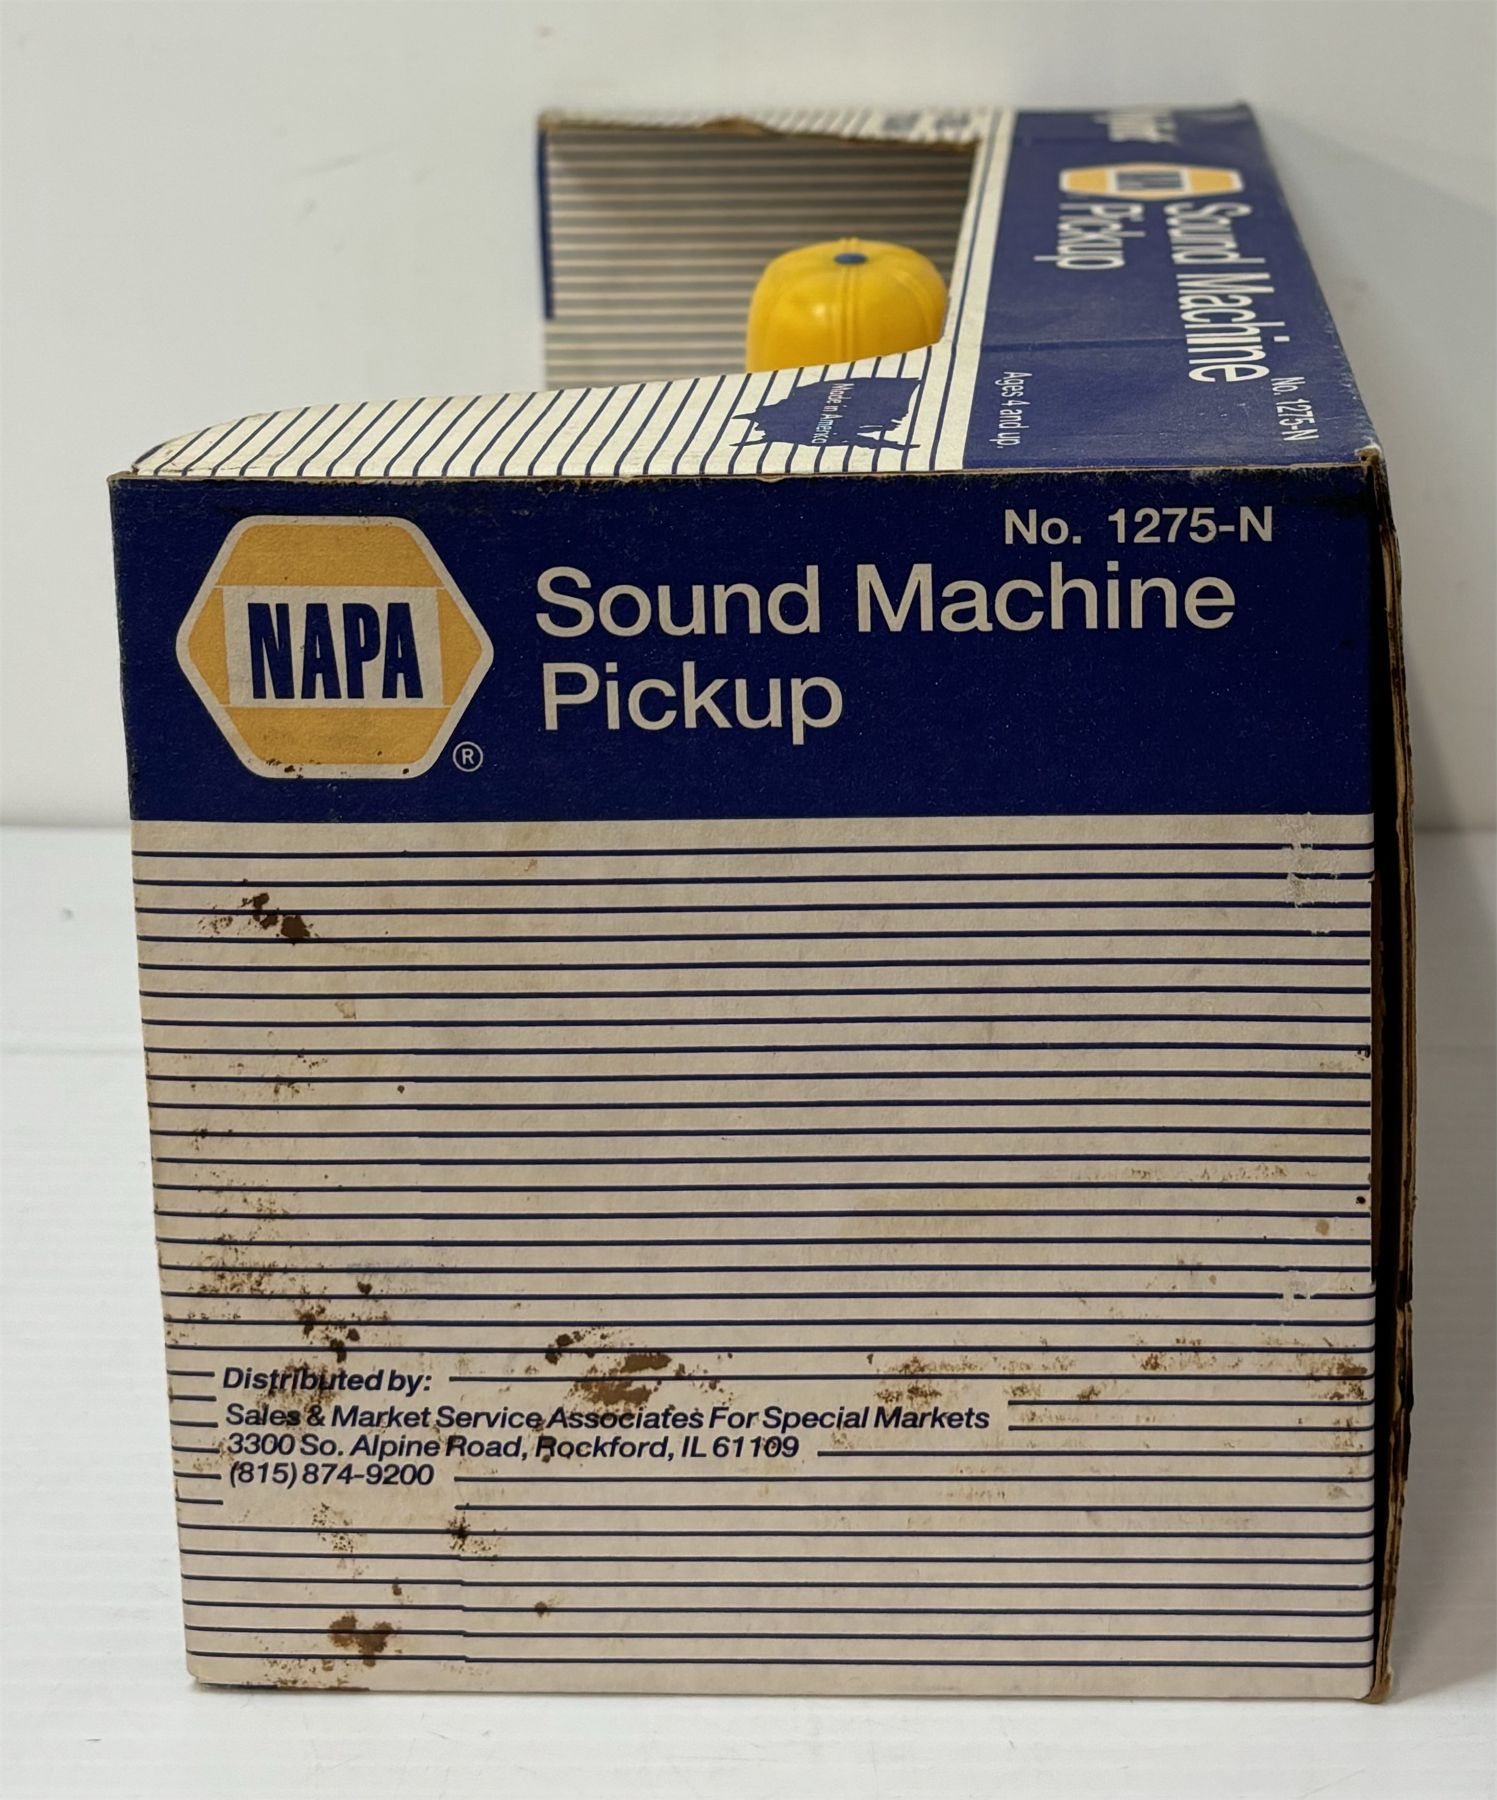 NAPA
Sound Machine
Pickup
No. 1275-N
Ages 4 and up.
Made in America
No. 1275-N
NAPA
®
Sound Machine
Pickup
Distributed by:
Sales & Market Service Associates For Special Markets
3300 So. Alpine Road, Rockford, IL 61109
(815) 874-9200